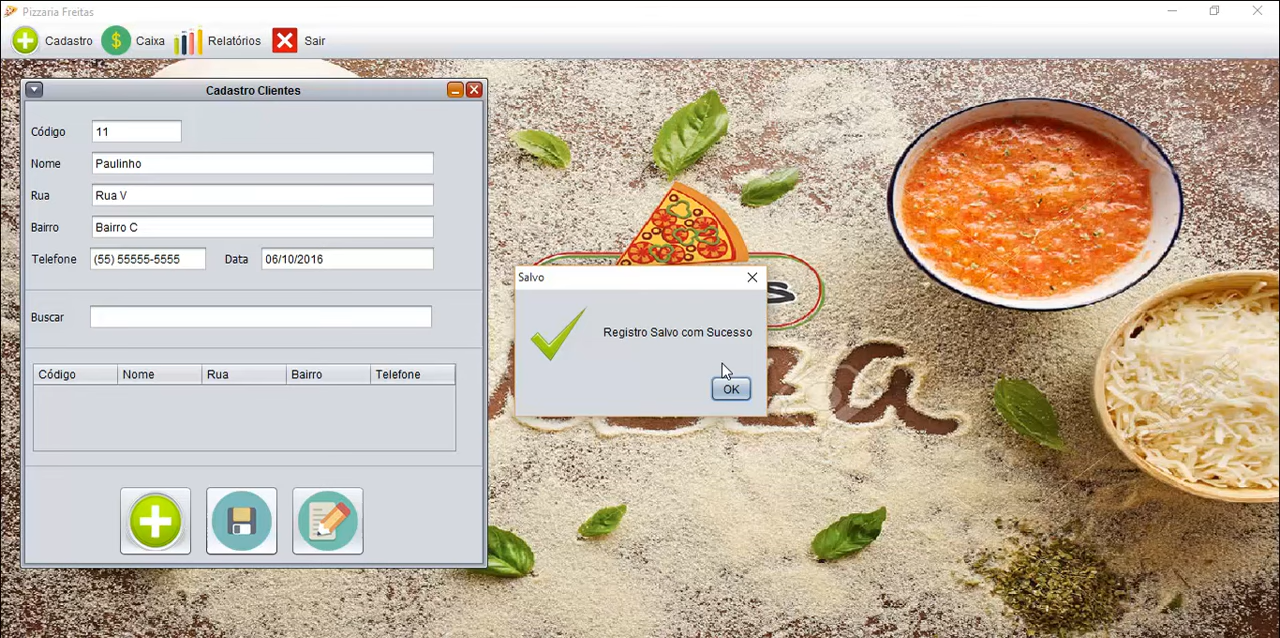 Pizzaria Freitas
Cadastro Caixa Relatórios Sair
Cadastro Clientes
Código 11
Nome Paulinho
Rua Rua V
Bairro Bairro C
Telefone (55) 55555-5555 Data 06/10/2016
Buscar
Código Nome Rua Bairro Telefone
Salvo
Registro Salvo com Sucesso
OK